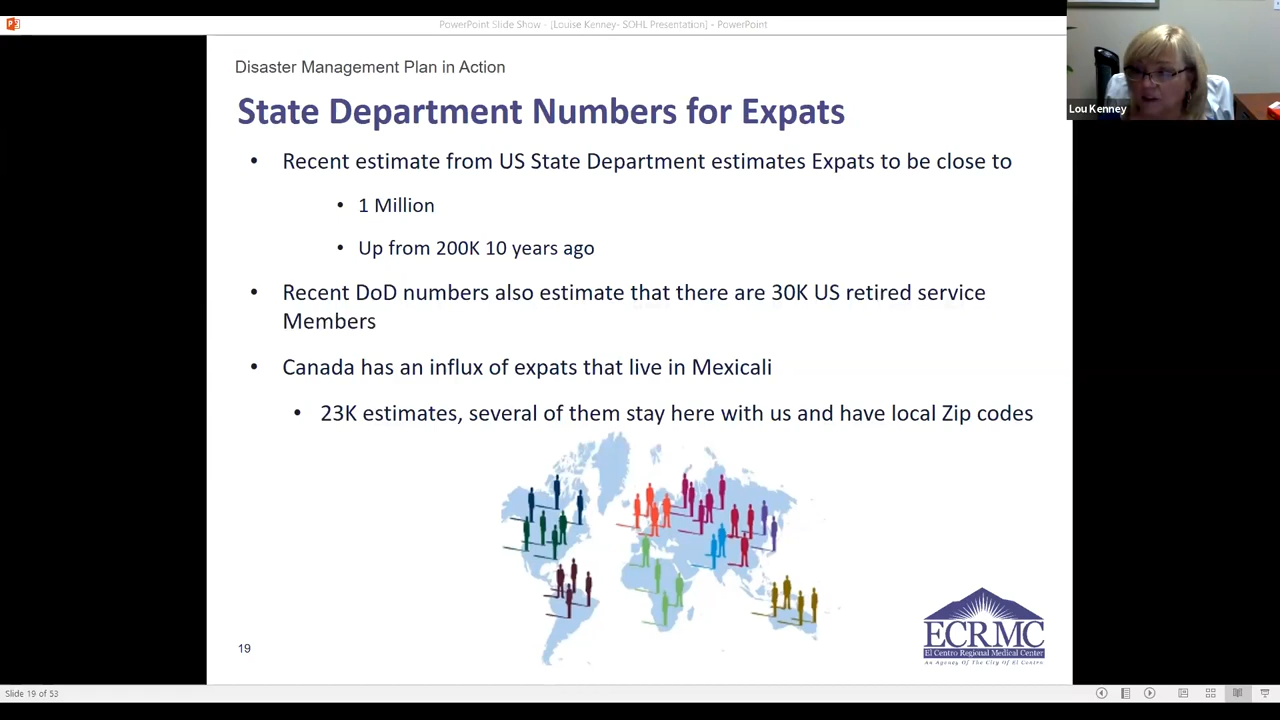 PowerPoint Slide Show - [Louise Kenney- SOHL Presentation] - PowerPoint
Lou Kenney
Disaster Management Plan in Action
State Department Numbers for Expats
• Recent estimate from US State Department estimates Expats to be close to
• 1 Million
• Up from 200K 10 years ago
• Recent DoD numbers also estimate that there are 30K US retired service
Members
• Canada has an influx of expats that live in Mexicali
• 23K estimates, several of them stay here with us and have local Zip codes
ECRMC
El Centro Regional Medical Center
An Agency Of The City Of El Centro
19
Slide 19 of 53